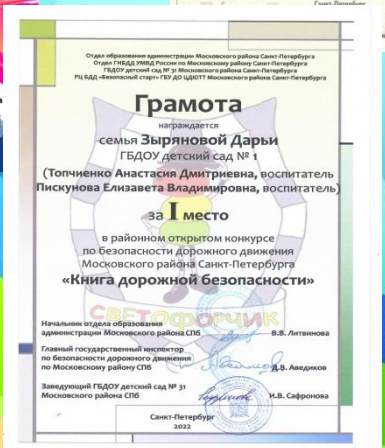 Санкт-Петербург
Отдел образования администрации Московского района Санкт-Петербурга
Отдел ГИБДД УМВД России по Московскому району Санкт-Петербурга
ГБДОУ детский сад № 31 Московского района Санкт-Петербурга
РЦ БДД «Безопасный старт» ГБУ ДО ЦДЮТТ Московского района Санкт-Петербурга
Грамота
награждается
семья Зыряновой Дарьи
ГБДОУ детский сад № 1
(Топчиенко Анастасия Дмитриевна, воспитатель
Пискунова Елизавета Владимировна, воспитатель)
за I место
в районном открытом конкурсе
по безопасности дорожного движения
Московского района Санкт-Петербурга
«Книга дорожной безопасности»
СВЕТОФОРЧИК
Начальник отдела образования
администрации Московского района СПб В.В. Литвинова
Главный государственный инспектор
по безопасности дорожного движения
по Московскому району СПб Д.В. Аведиков
Заведующий ГБДОУ детский сад № 31
Московского района СПб И.В. Сафронова
Санкт-Петербург
2022